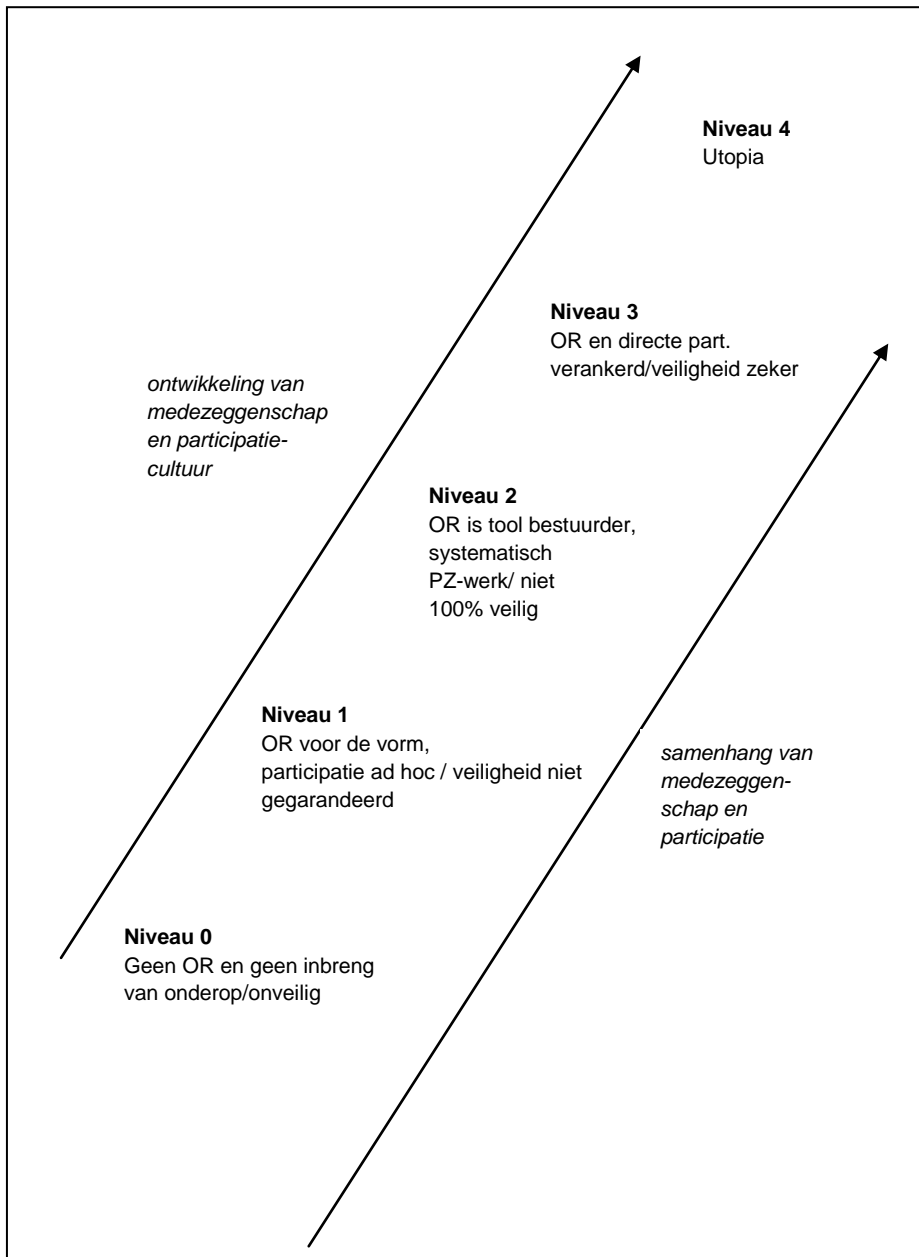 Niveau 4
Utopia
Niveau 3
OR en directe part.
verankerd/veiligheid zeker
ontwikkeling van
medezeggenschap
en participatie-
cultuur
Niveau 2
OR is tool bestuurder,
systematisch
PZ-werk/ niet
100% veilig
Niveau 1
OR voor de vorm,
participatie ad hoc / veiligheid niet
gegarandeerd
samenhang van
medezeggen-
schap en
participatie
Niveau 0
Geen OR en geen inbreng
van onderop/onveilig